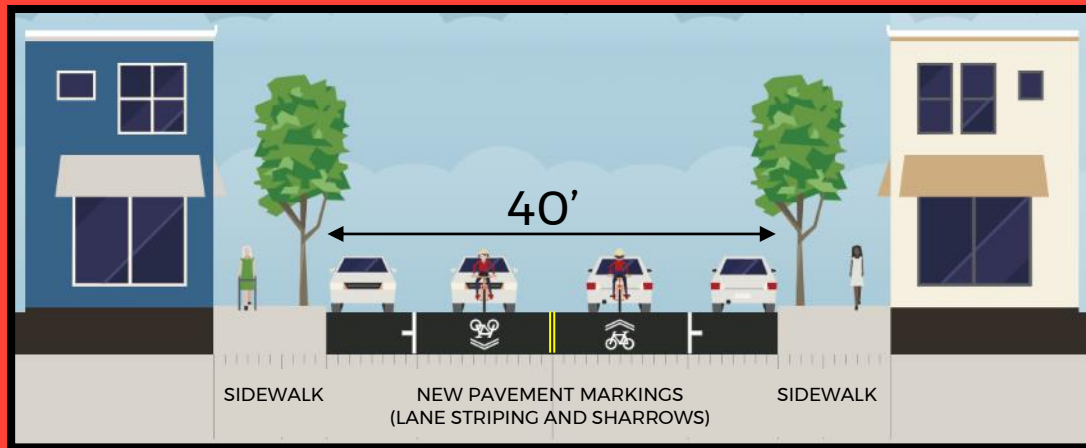 40’
SIDEWALK
NEW PAVEMENT MARKINGS
(LANE STRIPING AND SHARROWS)
SIDEWALK